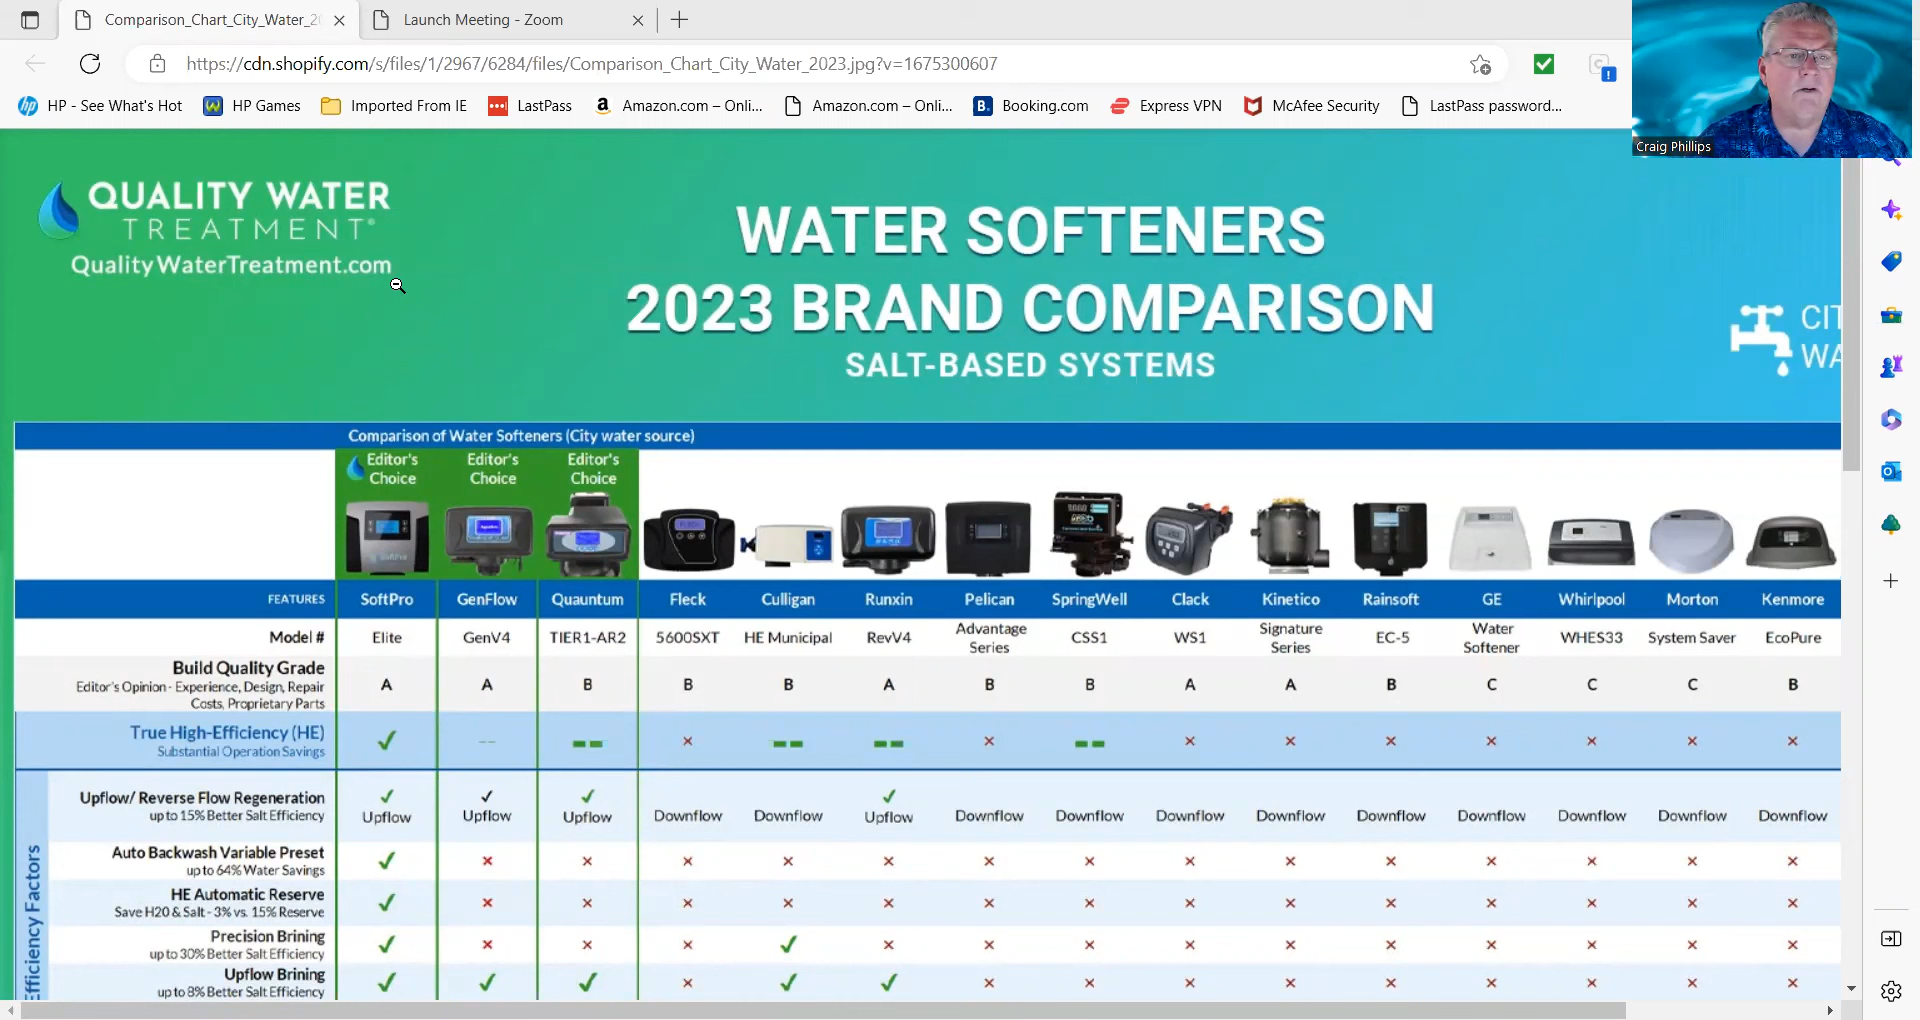 Comparison_Chart_City_Water_20
Launch Meeting - Zoom
https://cdn.shopify.com/s/files/1/2967/6284/files/Comparison_Chart_City_Water_2023.jpg?v=1675300607
HP - See What's Hot
HP Games
Imported From IE
LastPass
Amazon.com – Onli...
Amazon.com – Onli...
Booking.com
Express VPN
McAfee Security
LastPass password...
Craig Phillips
QUALITY WATER
TREATMENT®
QualityWaterTreatment.com
WATER SOFTENERS
2023 BRAND COMPARISON
SALT-BASED SYSTEMS
CIT
WA
Comparison of Water Softeners (City water source)
Editor's Choice Editor's Choice Editor's Choice
FEATURES SoftPro GenFlow Quauntum Fleck Culligan Runxin Pelican SpringWell Clack Kinetico Rainsoft GE Whirlpool Morton Kenmore
Model # Elite GenV4 TIER1-AR2 5600SXT HE Municipal RevV4 Advantage Series CSS1 WS1 Signature Series EC-5 Water Softener WHES33 System Saver EcoPure
Build Quality Grade
Editor's Opinion - Experience, Design, Repair
Costs, Proprietary Parts
A A B B B A B B A A B C C C B
True High-Efficiency (HE)
Substantial Operation Savings
Upflow/ Reverse Flow Regeneration
up to 15% Better Salt Efficiency
Upflow Upflow Upflow Downflow Downflow Upflow Downflow Downflow Downflow Downflow Downflow Downflow Downflow Downflow Downflow
Auto Backwash Variable Preset
up to 64% Water Savings
HE Automatic Reserve
Save H20 & Salt - 3% vs. 15% Reserve
Precision Brining
up to 30% Better Salt Efficiency
Upflow Brining
up to 8% Better Salt Efficiency
Efficiency Factors